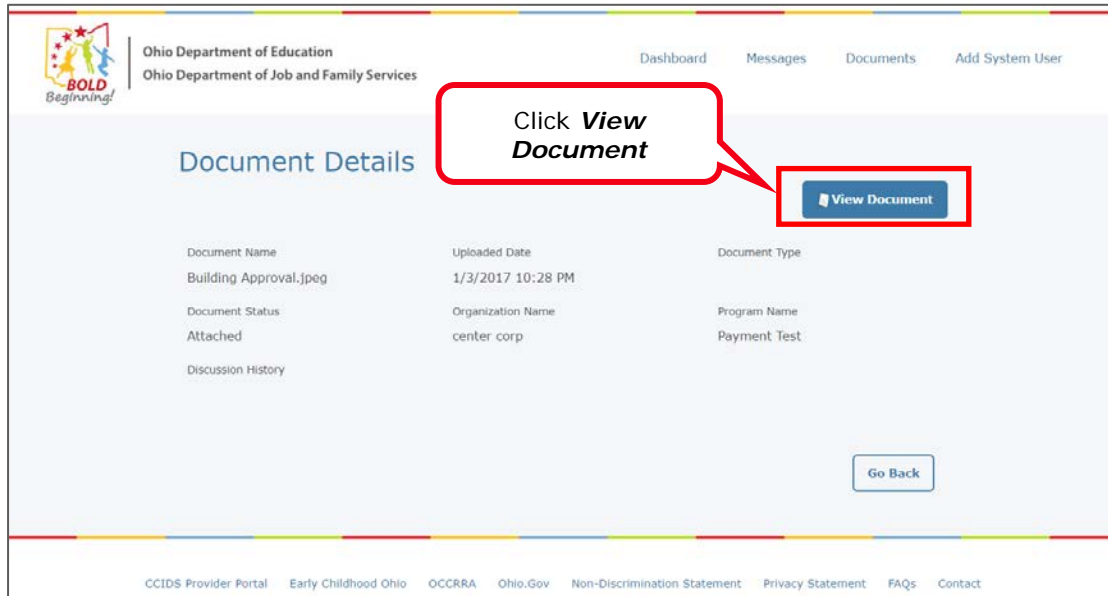 BOLD
Beginning!
Ohio Department of Education
Ohio Department of Job and Family Services
Dashboard Messages Documents Add System User
Click View
Document
Document Details
View Document
Document Name Uploaded Date Document Type
Building Approval.jpeg 1/3/2017 10:28 PM
Document Status Organization Name Program Name
Attached center corp Payment Test
Discussion History
Go Back
CCIDS Provider Portal Early Childhood Ohio OCCRRA Ohio.Gov Non-Discrimination Statement Privacy Statement FAQs Contact